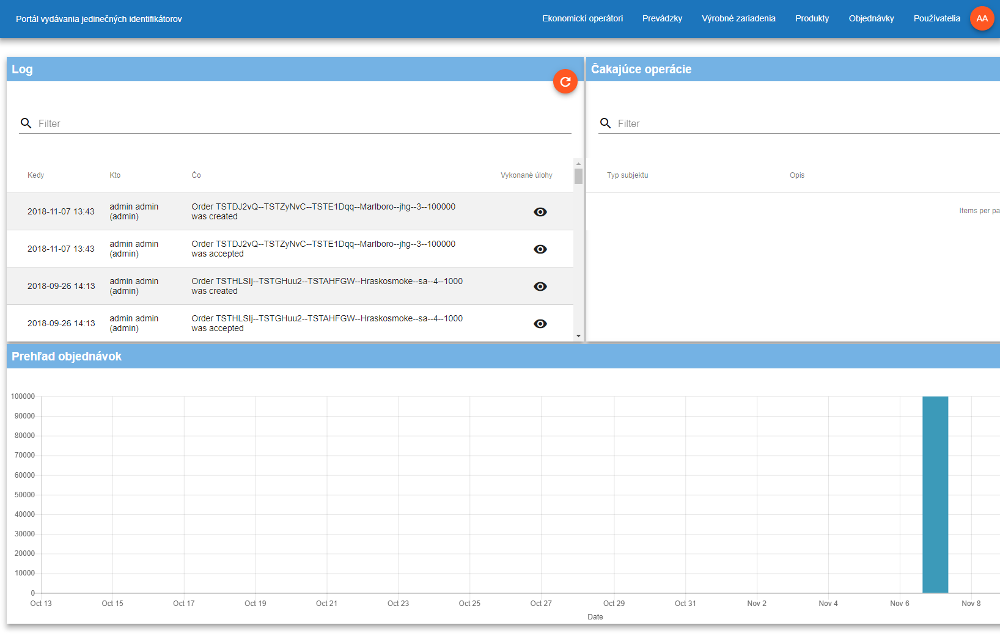 Portál vydávania jedinečných identifikátorov
Ekonomickí operátori Prevádzky Výrobné zariadenia Produkty Objednávky Používatelia AA
Log
Filter
Kedy Kto Čo Vykonané úlohy
2018-11-07 13:43 admin admin (admin) Order TSTDJ2vQ--TSTZyNvC--TSTE1Dqq--Marlboro--jhg--3--100000
was created
2018-11-07 13:43 admin admin (admin) Order TSTDJ2vQ--TSTZyNvC--TSTE1Dqq--Marlboro--jhg--3--100000
was accepted
2018-09-26 14:13 admin admin (admin) Order TSTHLSIj--TSTGHuu2--TSTAHFGW--Hraskosmoke--sa--4--1000
was created
2018-09-26 14:13 admin admin (admin) Order TSTHLSIj--TSTGHuu2--TSTAHFGW--Hraskosmoke--sa--4--1000
was accepted
Čakajúce operácie
Filter
Typ subjektu Opis
Items per pa
Prehľad objednávok
100000
90000
80000
70000
60000
50000
40000
30000
20000
10000
0
Oct 13 Oct 15 Oct 17 Oct 19 Oct 21 Oct 23 Oct 25 Oct 27 Oct 29 Oct 31 Nov 2 Nov 4 Nov 6 Nov 8
Date